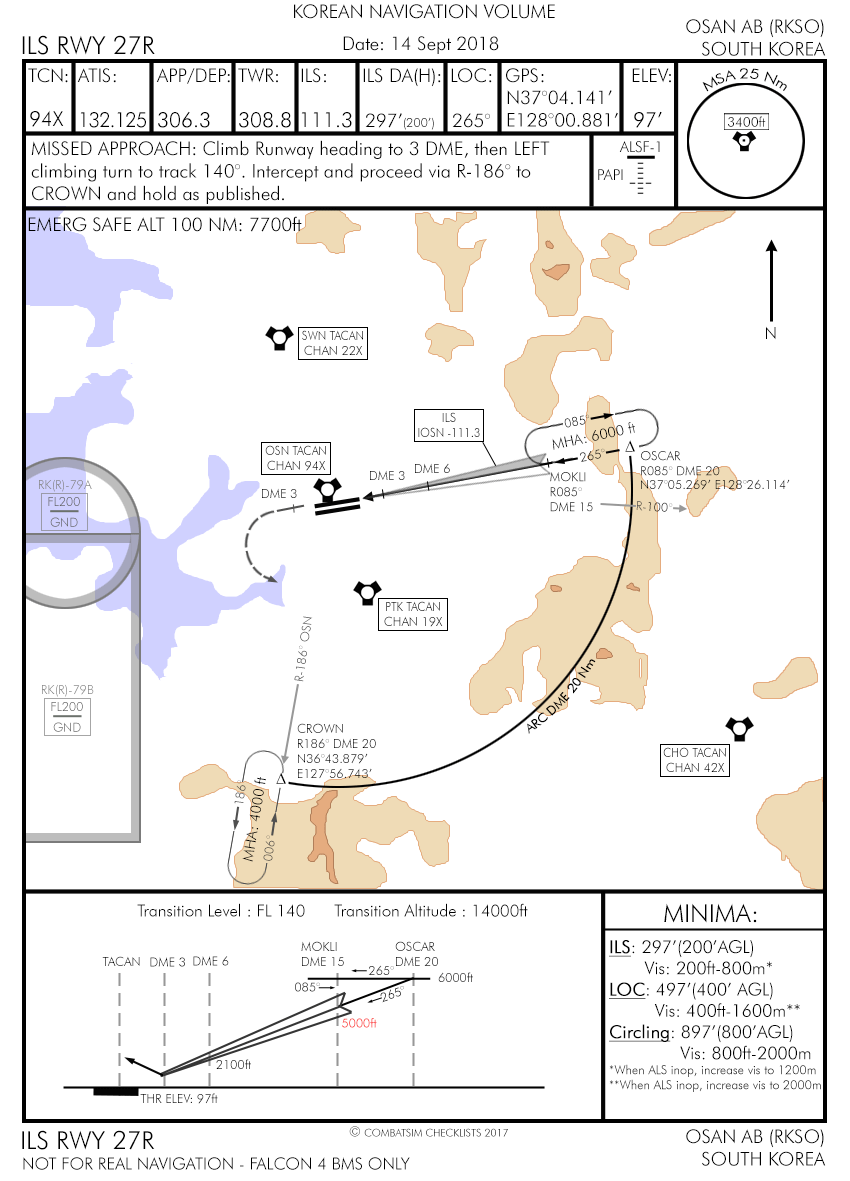 KOREAN NAVIGATION VOLUME
ILS RWY 27R
Date: 14 Sept 2018
OSAN AB (RKSO)
SOUTH KOREA
TCN:
94X
ATIS:
132.125
APP/DEP:
306.3
TWR:
308.8
ILS:
111.3
ILS DA(H):
297'(200')
LOC:
265°
GPS:
N37°04.141'
E128°00.881'
ELEV:
97'
MSA 25 Nm
3400ft
MISSED APPROACH: Climb Runway heading to 3 DME, then LEFT
climbing turn to track 140°. Intercept and proceed via R-186° to
CROWN and hold as published.
ALSF-1
PAPI
EMERG SAFE ALT 100 NM: 7700ft
N
SWN TACAN
CHAN 22X
ILS
IOSN -111.3
085°
MHA: 6000 ft
265°
OSN TACAN
CHAN 94X
DME 3
DME 6
DME 3
MOKLI
R085°
DME 15
OSCAR
R085° DME 20
N37°05.269' E128°26.114'
R-100°
RK(R)-79A
FL200
GND
PTK TACAN
CHAN 19X
R-186° OSN
RK(R)-79B
FL200
GND
ARC DME 20 Nm
CROWN
R186° DME 20
N36°43.879'
E127°56.743'
186°
MHA: 4000 ft
006°
CHO TACAN
CHAN 42X
Transition Level : FL 140
Transition Altitude : 14000ft
TACAN
DME 3
DME 6
MOKLI
DME 15
OSCAR
DME 20
265°
6000ft
085°
265°
5000ft
2100ft
THR ELEV: 97ft
MINIMA:
ILS: 297'(200'AGL)
Vis: 200ft-800m*
LOC: 497'(400' AGL)
Vis: 400ft-1600m**
Circling: 897'(800'AGL)
Vis: 800ft-2000m
*When ALS inop, increase vis to 1200m
**When ALS inop, increase vis to 2000m
ILS RWY 27R
NOT FOR REAL NAVIGATION - FALCON 4 BMS ONLY
© COMBATSIM CHECKLISTS 2017
OSAN AB (RKSO)
SOUTH KOREA